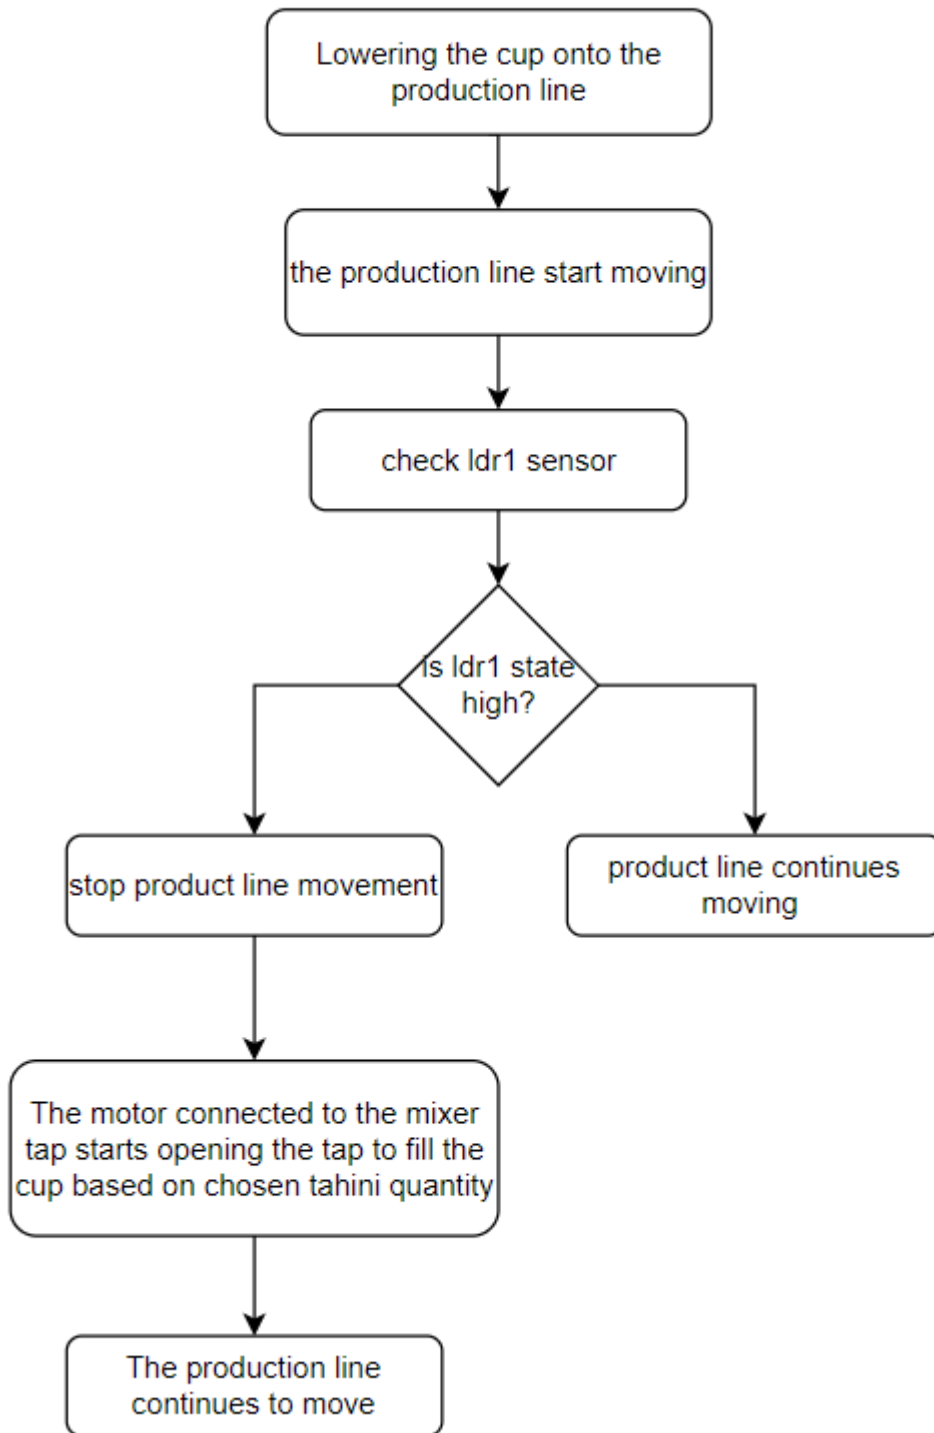 Lowering the cup onto the
production line
the production line start moving
check ldr1 sensor
is ldr1 state
high?
stop product line movement
product line continues
moving
The motor connected to the mixer
tap starts opening the tap to fill the
cup based on chosen tahini quantity
The production line
continues to move